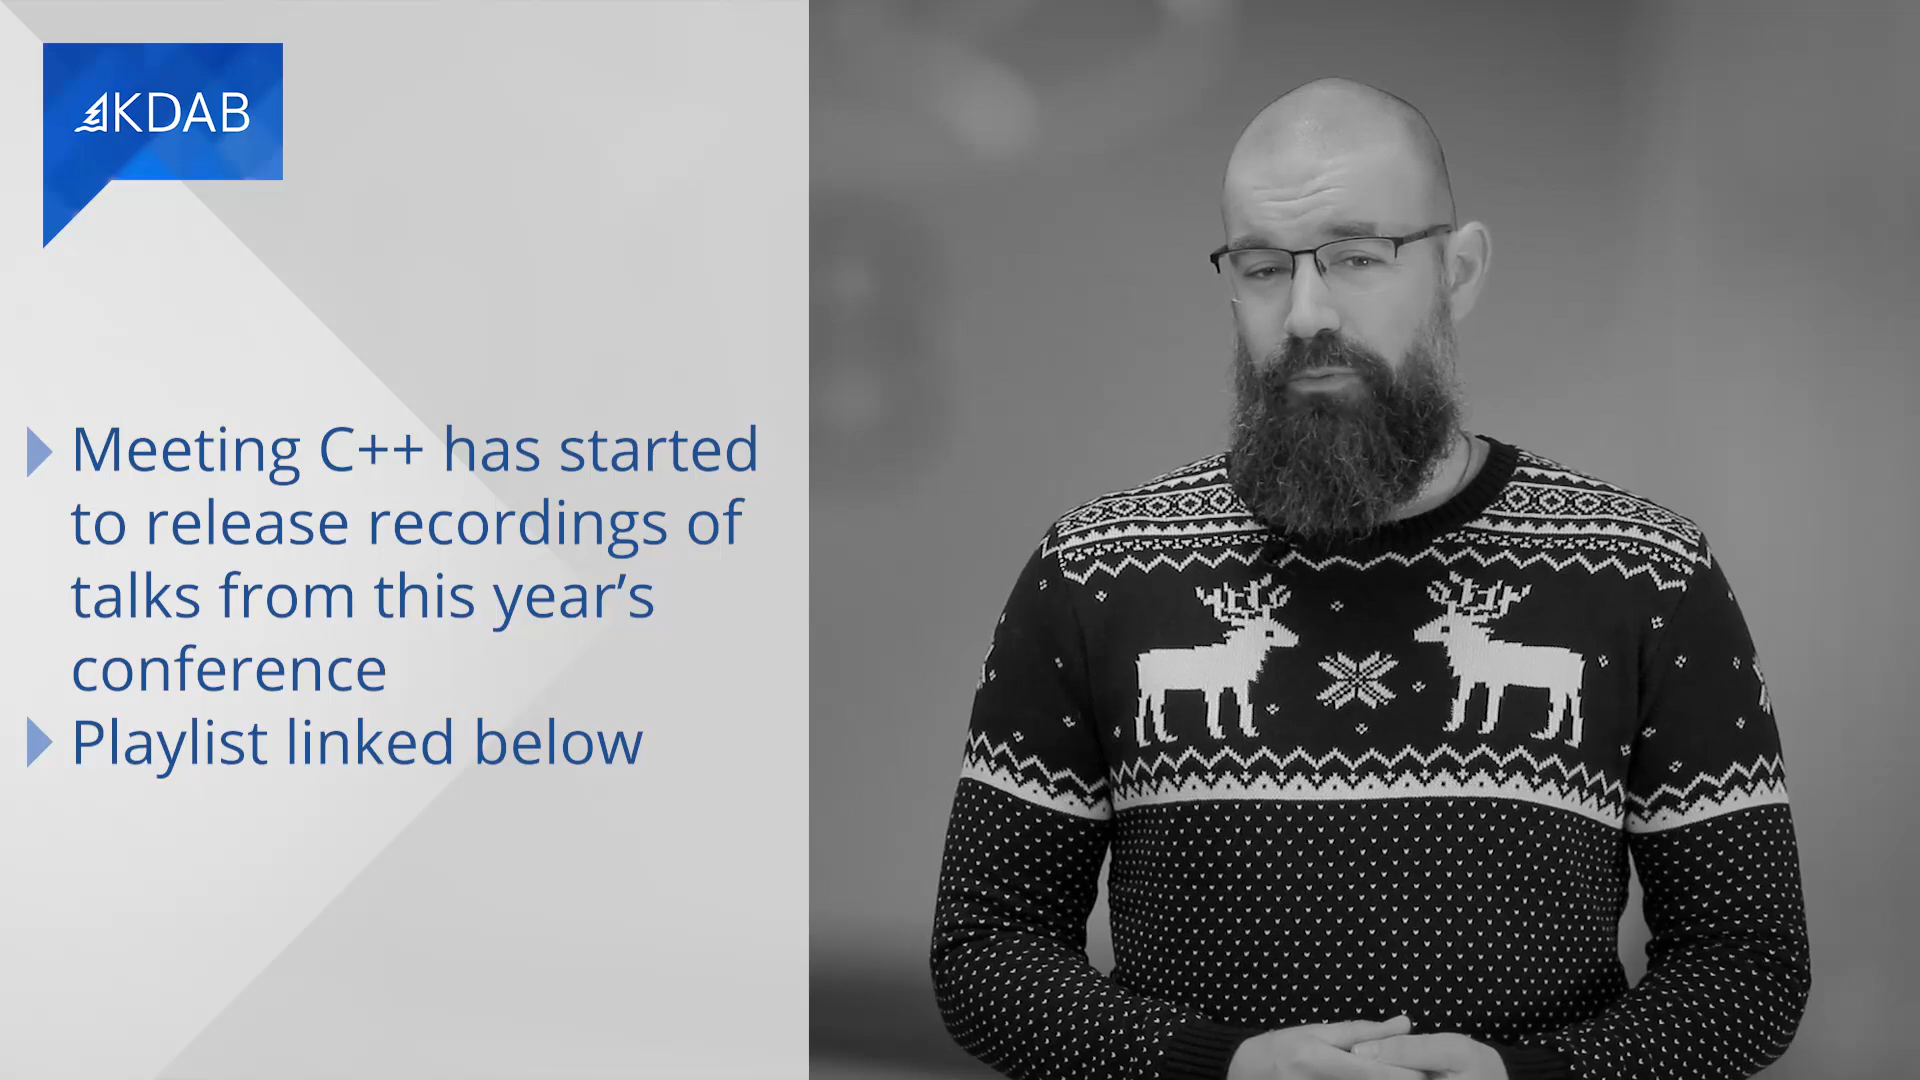 KDAB
Meeting C++ has started
to release recordings of
talks from this year’s
conference
Playlist linked below